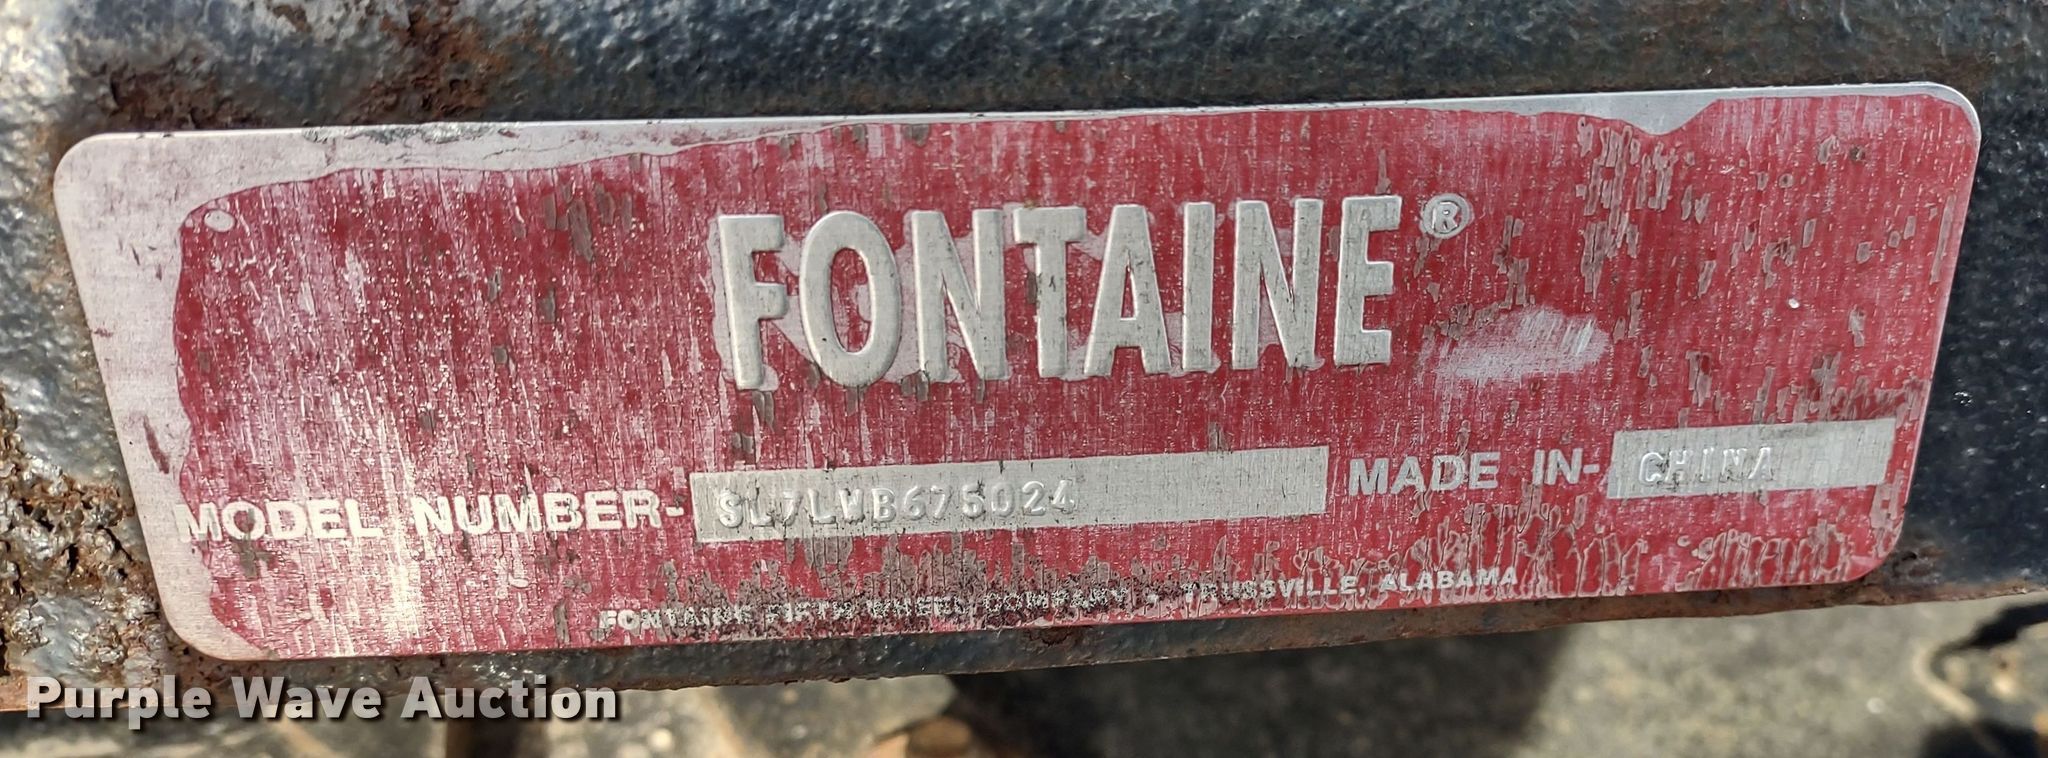 FONTAINE®
MODEL NUMBER- SL7LWB675024 MADE IN- CHINA
FONTAINE FIFTH WHEEL COMPANY • TRUSSVILLE, ALABAMA
Purple Wave Auction